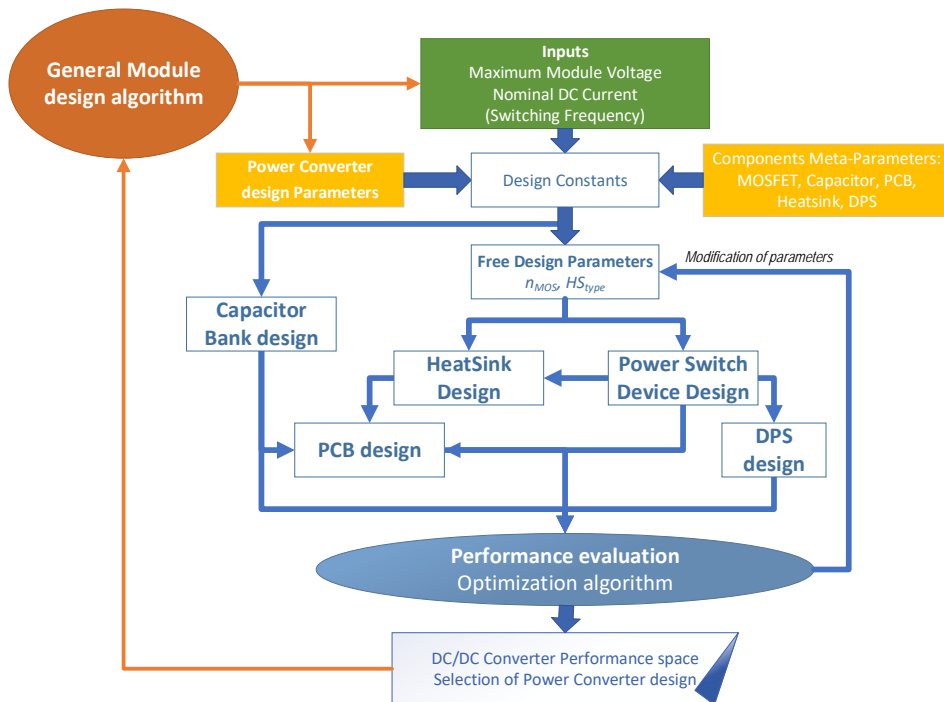 General Module
design algorithm
Inputs
Maximum Module Voltage
Nominal DC Current
(Switching Frequency)
Power Converter
design Parameters
Design Constants
Components Meta-Parameters:
MOSFET, Capacitor, PCB,
Heatsink, DPS
Free Design Parameters
nMOS, HStype
Modification of parameters
Capacitor
Bank design
HeatSink
Design
Power Switch
Device Design
PCB design
DPS
design
Performance evaluation
Optimization algorithm
DC/DC Converter Performance space
Selection of Power Converter design